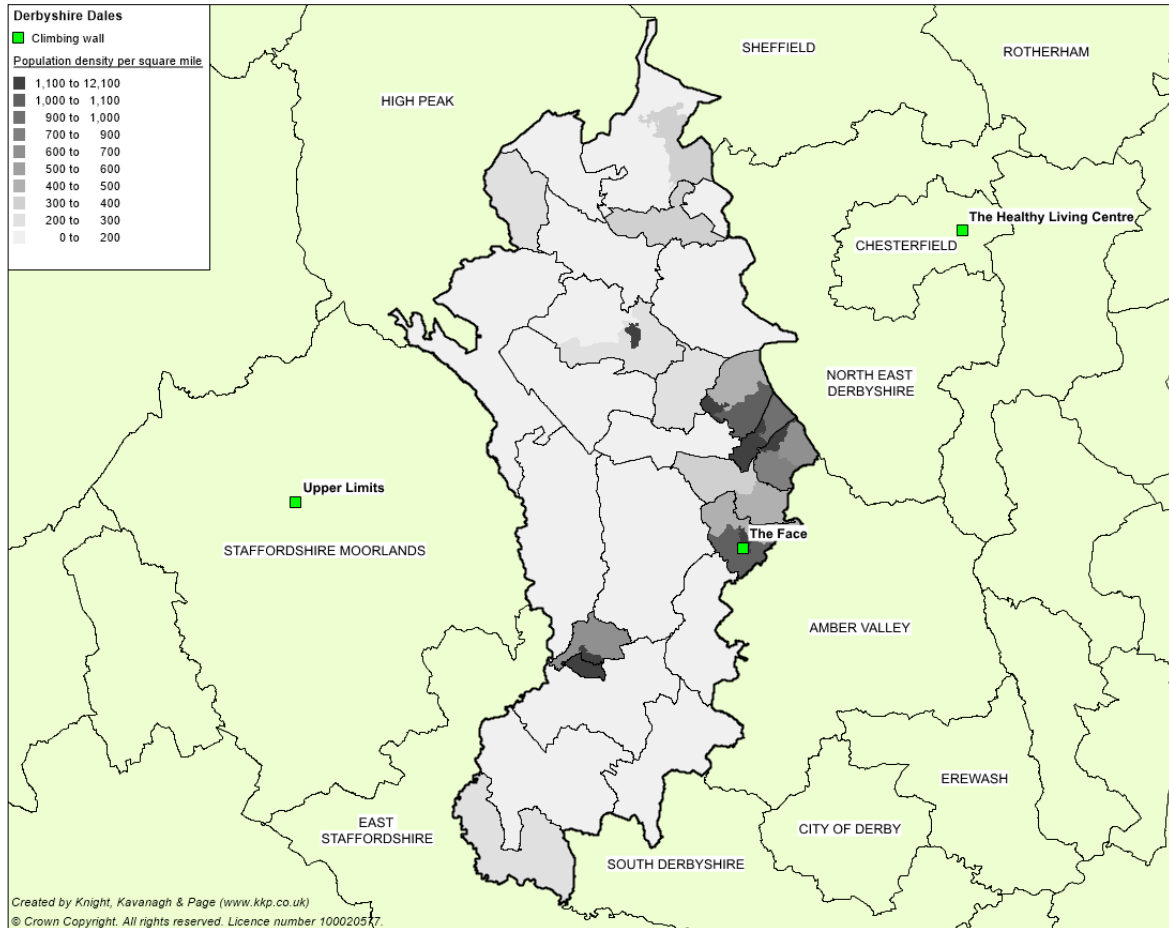 Derbyshire Dales
Climbing wall
Population density per square mile
1,100 to 12,100
1,000 to 1,100
900 to 1,000
700 to 900
600 to 700
500 to 600
400 to 500
300 to 400
200 to 300
0 to 200
SHEFFIELD
ROTHERHAM
HIGH PEAK
The Healthy Living Centre
CHESTERFIELD
NORTH EAST
DERBYSHIRE
Upper Limits
The Face
STAFFORDSHIRE MOORLANDS
AMBER VALLEY
EREWASH
EAST
STAFFORDSHIRE
CITY OF DERBY
SOUTH DERBYSHIRE
Created by Knight, Kavanagh & Page (www.kkp.co.uk)
© Crown Copyright. All rights reserved. Licence number 100020577.